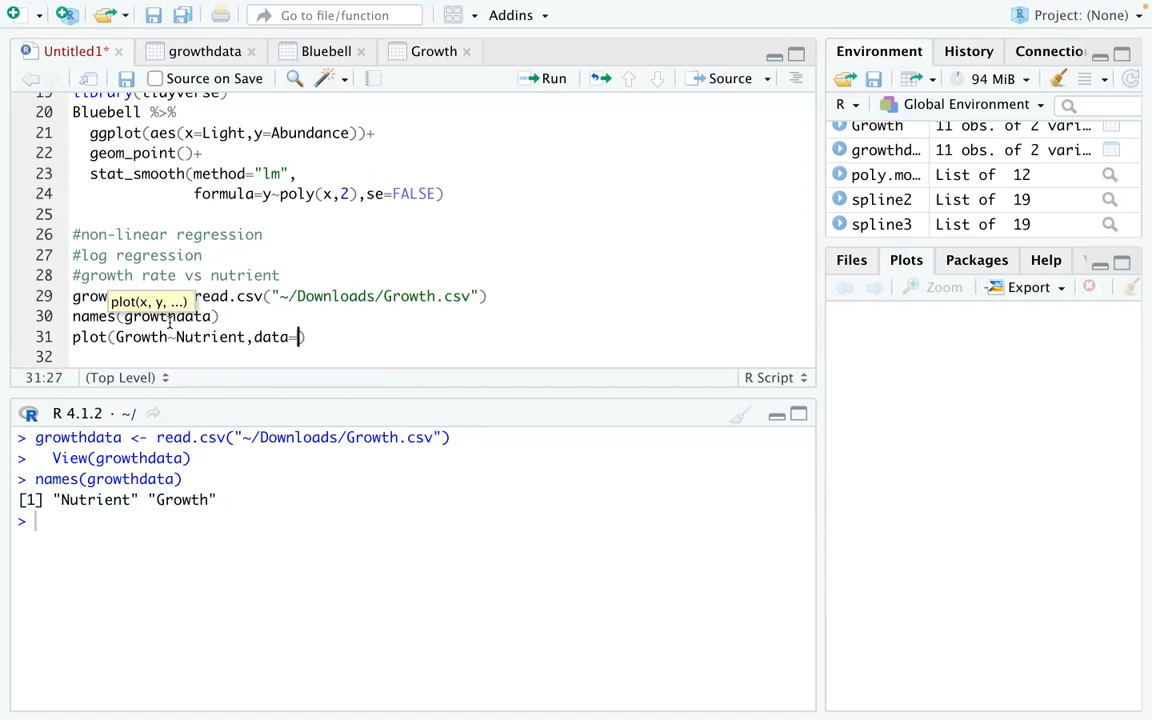 Go to file/function
Addins
Project: (None)
Untitled1*
growthdata
Bluebell
Growth
Source on Save
Run
Source
20 Bluebell %>%
21 ggplot(aes(x=Light,y=Abundance))+
22 geom_point()+
23 stat_smooth(method="lm",
24 formula=y~poly(x,2),se=FALSE)
25
26 #non-linear regression
27 #log regression
28 #growth rate vs nutrient
29 grow read.csv("~/Downloads/Growth.csv")
plot(x, y, ...)
30 names(growthdata)
31 plot(Growth~Nutrient,data=)
32
31:27 (Top Level) R Script
R 4.1.2 · ~/
> growthdata <- read.csv("~/Downloads/Growth.csv")
> View(growthdata)
> names(growthdata)
[1] "Nutrient" "Growth"
>
Environment
History
Connectio
94 MiB
R
Global Environment
Growth 11 obs. of 2 vari...
growthd... 11 obs. of 2 vari...
poly.mo... List of 12
spline2 List of 19
spline3 List of 19
Files
Plots
Packages
Help
Zoom
Export